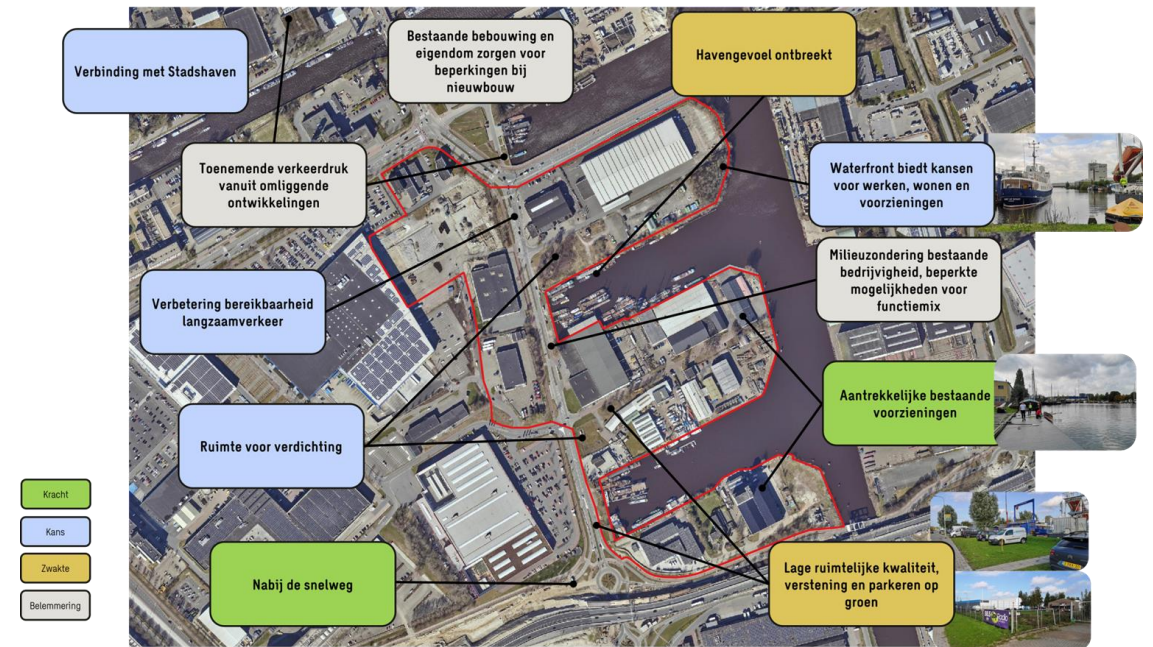 Verbinding met Stadshaven
Bestaande bebouwing en
eigendom zorgen voor
beperkingen bij
nieuwbouw
Havengevoel ontbreekt
Toenemende verkeerdruk
vanuit omliggende
ontwikkelingen
Waterfront biedt kansen
voor werken, wonen en
voorzieningen
Verbetering bereikbaarheid
langzaamverkeer
Milieuzondering bestaande
bedrijvigheid, beperkte
mogelijkheden voor
functiemix
Aantrekkelijke bestaande
voorzieningen
Ruimte voor verdichting
Nabij de snelweg
Lage ruimtelijke kwaliteit,
verstening en parkeren op
groen
Kracht
Kans
Zwakte
Belemmering